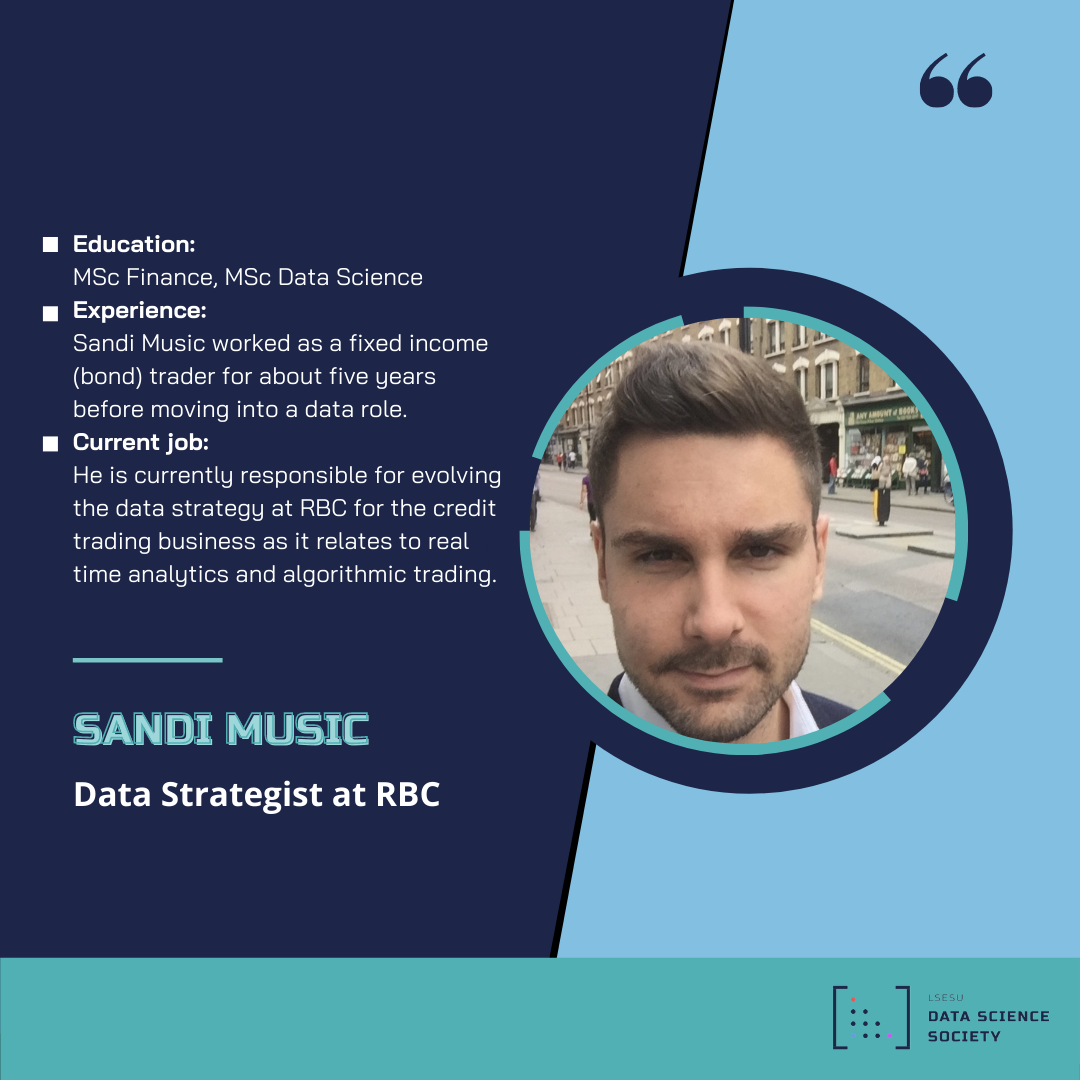 Education:
MSc Finance, MSc Data Science
Experience:
Sandi Music worked as a fixed income
(bond) trader for about five years
before moving into a data role.
Current job:
He is currently responsible for evolving
the data strategy at RBC for the credit
trading business as it relates to real
time analytics and algorithmic trading.
ANY AMOUNT of BOOKS
SANDI MUSIC
Data Strategist at RBC
LSESU
DATA SCIENCE
SOCIETY